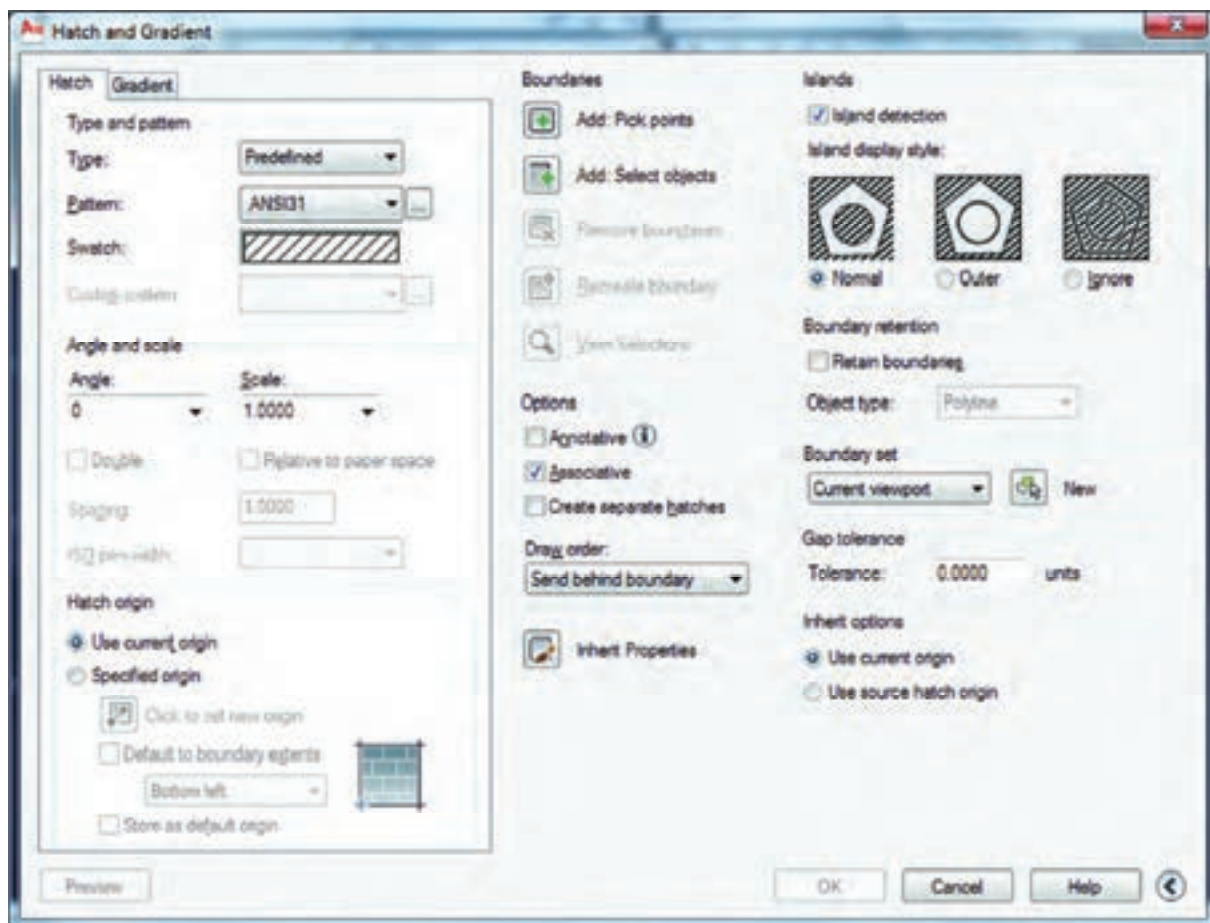 Hatch and Gradient
Hatch
Gradient
Type and pattern
Type:
Predefined
Pattern:
ANSI31
...
Swatch:
Custom pattern
...
Angle and scale
Angle:
Scale:
0
1.0000
Double
Relative to paper space
Spacing:
1.0000
ISO pen width:
Hatch origin
Use current origin
Specified origin
Click to set new origin
Default to boundary extents
Bottom left
Store as default origin
Preview
Boundaries
Add: Pick points
Add: Select objects
Remove boundaries
Recreate boundary
View Selections
Options
Annotative
Associative
Create separate hatches
Draw order:
Send behind boundary
Inherit Properties
Islands
Island detection
Island display style:
Normal
Outer
Ignore
Boundary retention
Retain boundaries
Object type:
Polyline
Boundary set
Current viewport
New
Gap tolerance
Tolerance:
0.0000
units
Inherit options
Use current origin
Use source hatch origin
OK
Cancel
Help